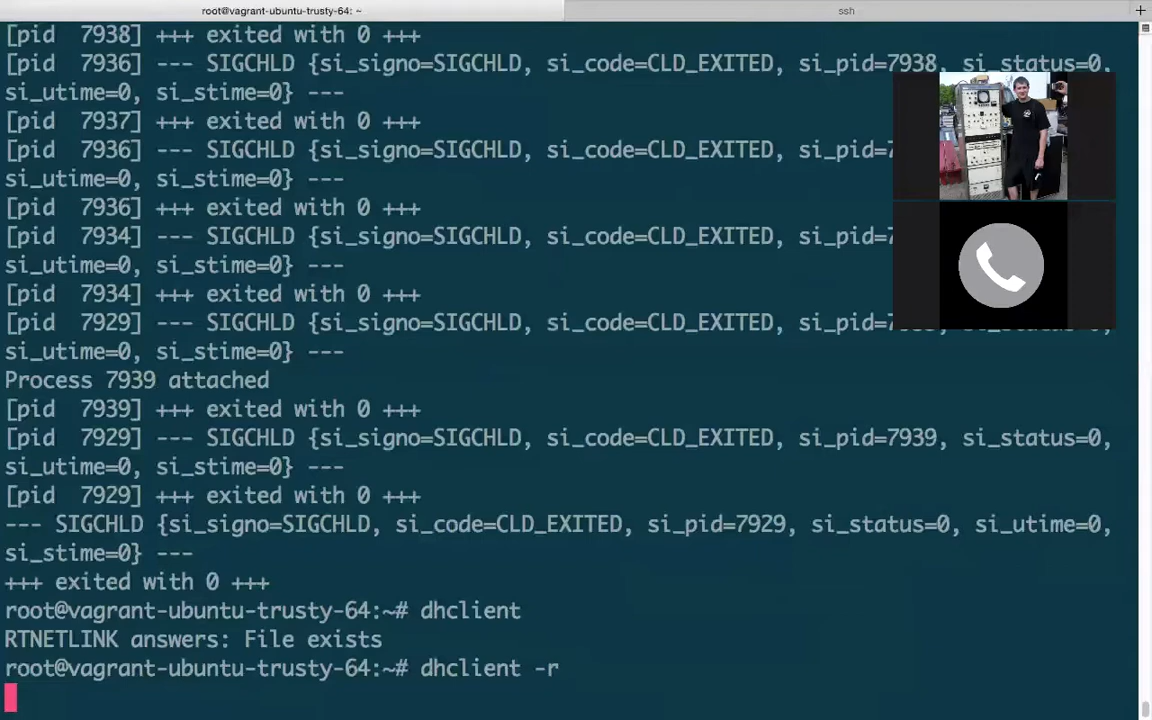 root@vagrant-ubuntu-trusty-64: ~
ssh
[pid  7938] +++ exited with 0 +++
[pid  7936] --- SIGCHLD {si_signo=SIGCHLD, si_code=CLD_EXITED, si_pid=7938, si_status=0,
si_utime=0, si_stime=0} ---
[pid  7937] +++ exited with 0 +++
[pid  7936] --- SIGCHLD {si_signo=SIGCHLD, si_code=CLD_EXITED, si_pid=
si_utime=0, si_stime=0} ---
[pid  7936] +++ exited with 0 +++
[pid  7934] --- SIGCHLD {si_signo=SIGCHLD, si_code=CLD_EXITED, si_pid=
si_utime=0, si_stime=0} ---
[pid  7934] +++ exited with 0 +++
[pid  7929] --- SIGCHLD {si_signo=SIGCHLD, si_code=CLD_EXITED, si_pid=
si_utime=0, si_stime=0} ---
Process 7939 attached
[pid  7939] +++ exited with 0 +++
[pid  7929] --- SIGCHLD {si_signo=SIGCHLD, si_code=CLD_EXITED, si_pid=7939, si_status=0,
si_utime=0, si_stime=0} ---
[pid  7929] +++ exited with 0 +++
--- SIGCHLD {si_signo=SIGCHLD, si_code=CLD_EXITED, si_pid=7929, si_status=0, si_utime=0,
si_stime=0} ---
+++ exited with 0 +++
root@vagrant-ubuntu-trusty-64:~# dhclient
RTNETLINK answers: File exists
root@vagrant-ubuntu-trusty-64:~# dhclient -r